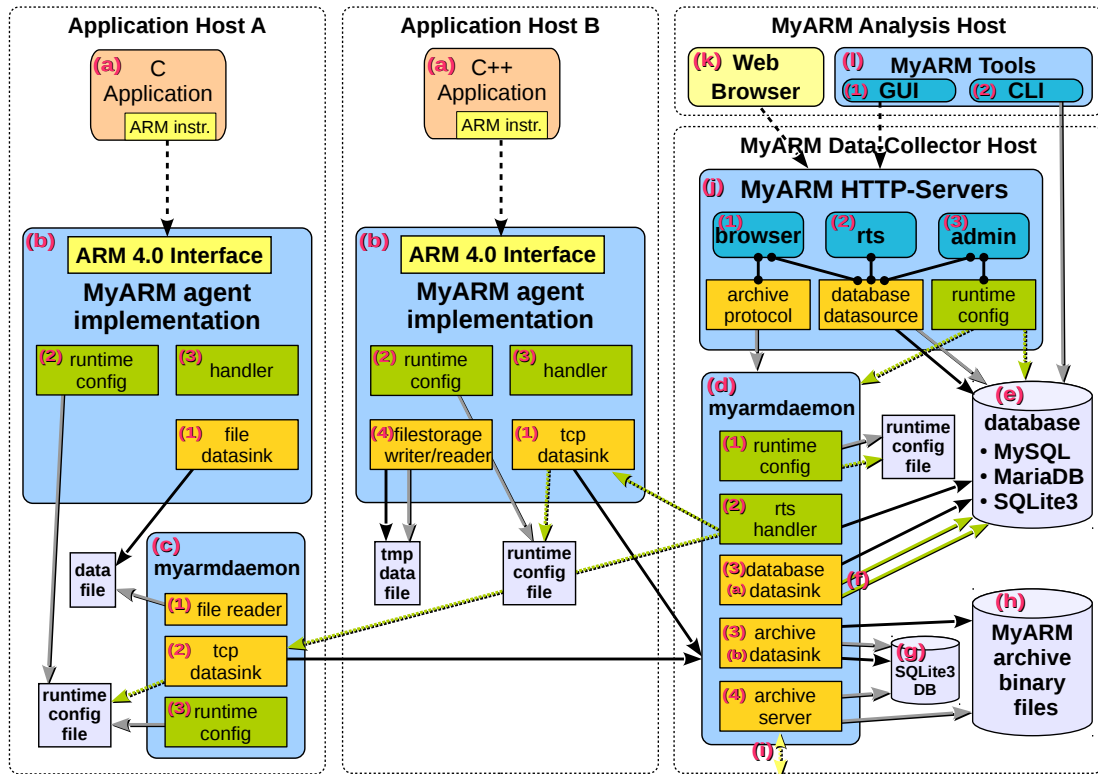 Application Host A
(a)
C
Application
ARM instr.
(b)
ARM 4.0 Interface
MyARM agent
implementation
(2) runtime
config
(3)
handler
(1) file
datasink
data
file
(c)
myarmdaemon
(1) file reader
(2) tcp
datasink
(3) runtime
config
runtime
config
file
Application Host B
(a)
C++
Application
ARM instr.
(b)
ARM 4.0 Interface
MyARM agent
implementation
(2) runtime
config
(3)
handler
(4) filestorage
writer/reader
(1) tcp
datasink
tmp
data
file
runtime
config
file
MyARM Analysis Host
(k)
Web
Browser
(l)
MyARM Tools
(1) GUI
(2) CLI
MyARM Data-Collector Host
(j)
MyARM HTTP-Servers
(1)
browser
(2)
rts
(3)
admin
archive
protocol
database
datasource
runtime
config
(d)
myarmdaemon
(1) runtime
config
runtime
config
file
(2) rts
handler
(3) database
(a) datasink
(f)
(3) archive
(b) datasink
(4) archive
server
(i)
(e)
database
• MySQL
• MariaDB
• SQLite3
(g)
SQLite3
DB
(h)
MyARM
archive
binary
files